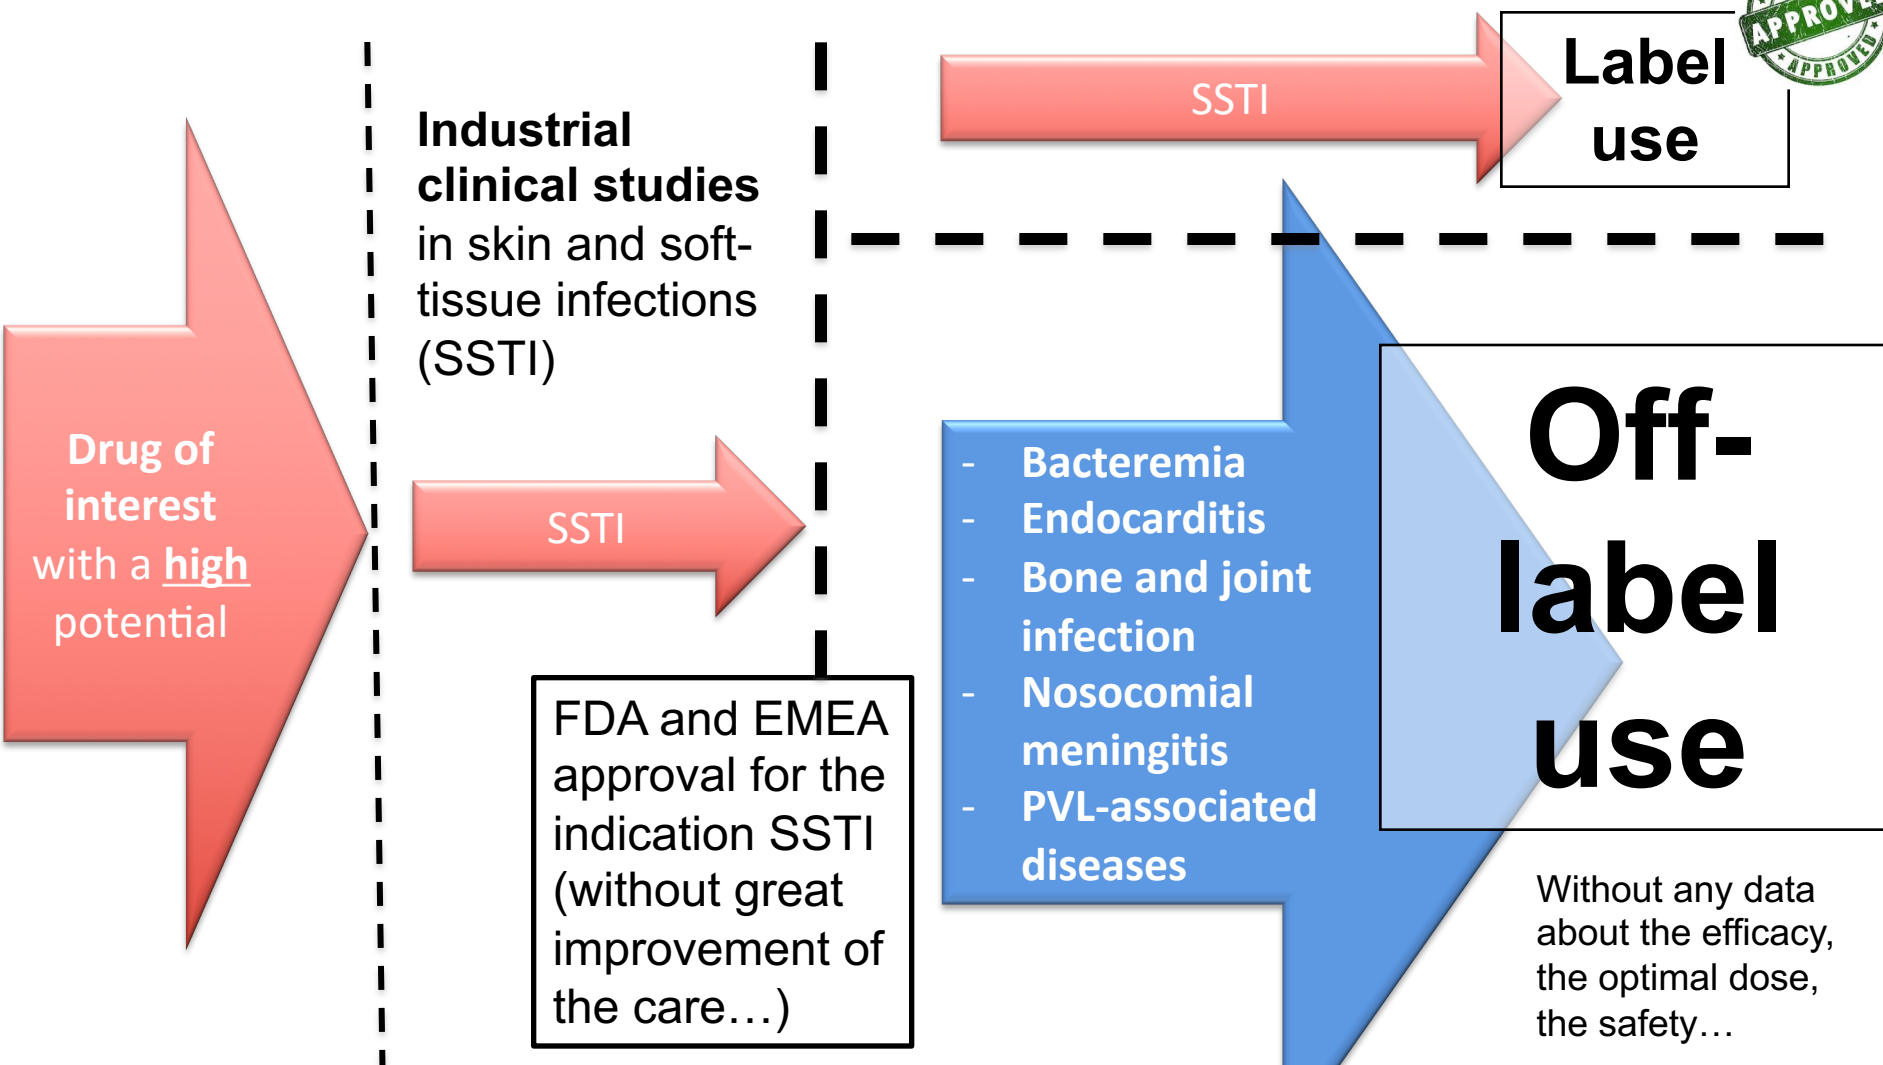 Drug of
interest
with a high
potential
Industrial
clinical studies
in skin and soft-
tissue infections
(SSTI)
SSTI
FDA and EMEA
approval for the
indication SSTI
(without great
improvement of
the care…)
SSTI
Label
use
APPROVED
APPROVED
- Bacteremia
- Endocarditis
- Bone and joint
infection
- Nosocomial
meningitis
- PVL-associated
diseases
Off-
label
use
Without any data
about the efficacy,
the optimal dose,
the safety…